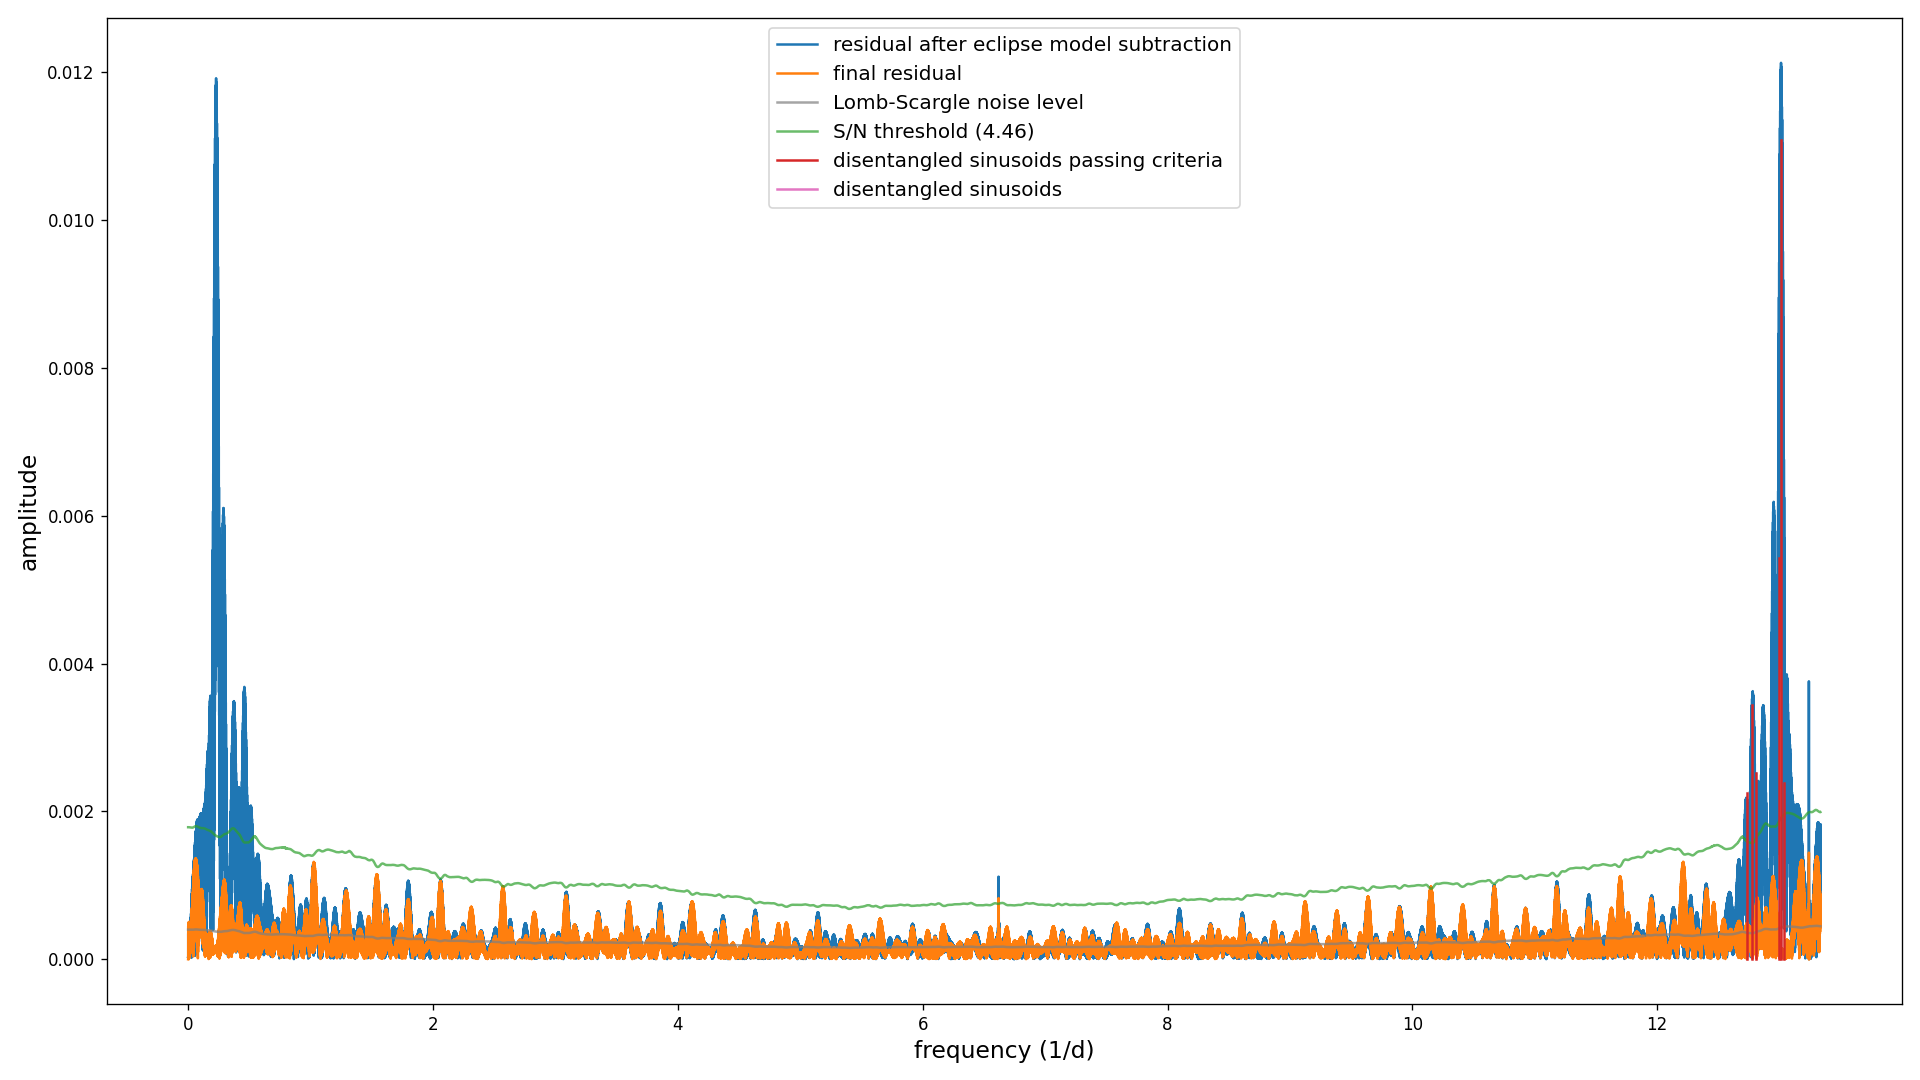 residual after eclipse model subtraction
final residual
Lomb-Scargle noise level
S/N threshold (4.46)
disentangled sinusoids passing criteria
disentangled sinusoids
0.012
0.010
0.008
0.006
0.004
0.002
0.000
amplitude
0 2 4 6 8 10 12
frequency (1/d)